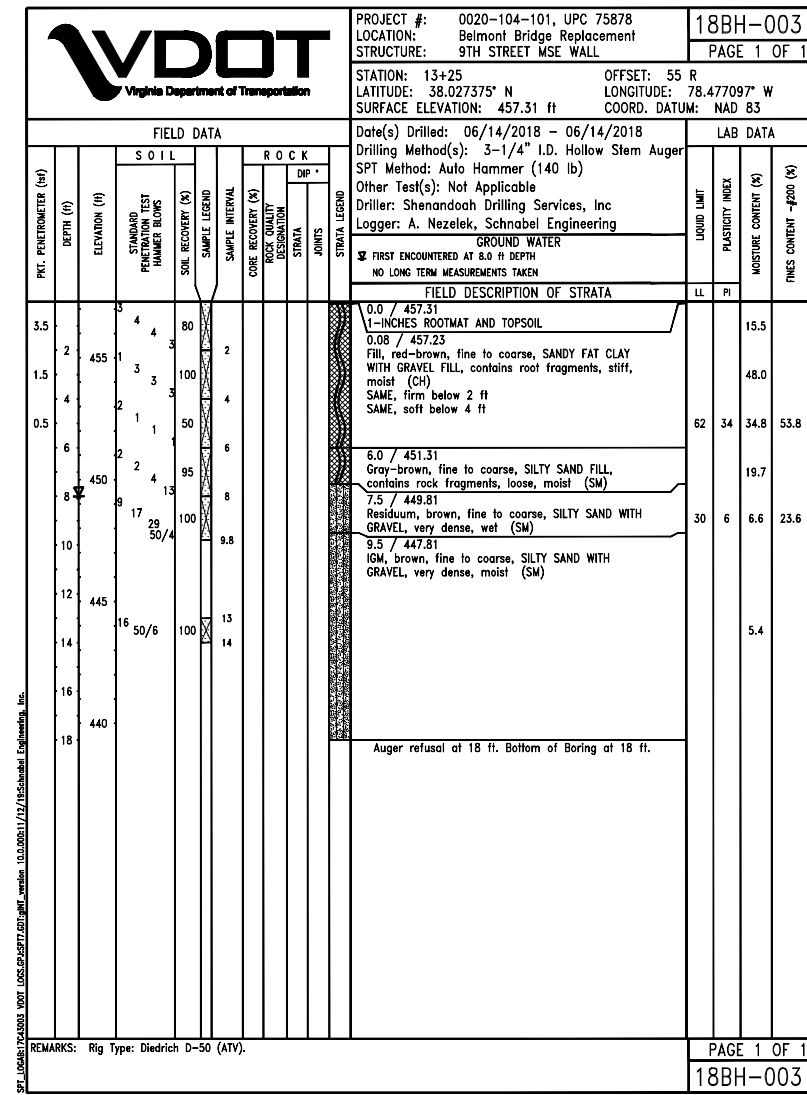 VDOT
Virginia Department of Transportation
PROJECT #: 0020-104-101, UPC 75878
LOCATION: Belmont Bridge Replacement
STRUCTURE: 9TH STREET MSE WALL
18BH-003
PAGE 1 OF 1
STATION: 13+25 OFFSET: 55 R
LATITUDE: 38.027375° N LONGITUDE: 78.477097° W
SURFACE ELEVATION: 457.31 ft COORD. DATUM: NAD 83
FIELD DATA
SOIL
ROCK
DIP °
PKT. PENETROMETER (tsf)
DEPTH (ft)
ELEVATION (ft)
STANDARD
PENETRATION TEST
HAMMER BLOWS
SOIL RECOVERY (%)
SAMPLE LEGEND
SAMPLE INTERVAL
CORE RECOVERY (%)
ROCK QUALITY
DESIGNATION
STRATA
JOINTS
STRATA LEGEND
Date(s) Drilled: 06/14/2018 - 06/14/2018
Drilling Method(s): 3-1/4" I.D. Hollow Stem Auger
SPT Method: Auto Hammer (140 lb)
Other Test(s): Not Applicable
Driller: Shenandoah Drilling Services, Inc
Logger: A. Nezelek, Schnabel Engineering
GROUND WATER
FIRST ENCOUNTERED AT 8.0 ft DEPTH
NO LONG TERM MEASUREMENTS TAKEN
FIELD DESCRIPTION OF STRATA
LAB DATA
LIQUID LIMIT
PLASTICITY INDEX
MOISTURE CONTENT (%)
FINES CONTENT -#200 (%)
LL PI
3.5
1.5
0.5
2
4
6
8
10
12
14
16
18
455
450
445
440
3
4
4
3
1
3
3
3
2
1
1
1
2
2
4
13
9
17
29
50/4
16
50/6
80
100
50
95
100
100
2
4
6
8
9.8
13
14
0.0 / 457.31
1-INCHES ROOTMAT AND TOPSOIL
0.08 / 457.23
Fill, red-brown, fine to coarse, SANDY FAT CLAY
WITH GRAVEL FILL, contains root fragments, stiff,
moist (CH)
SAME, firm below 2 ft
SAME, soft below 4 ft
6.0 / 451.31
Gray-brown, fine to coarse, SILTY SAND FILL,
contains rock fragments, loose, moist (SM)
7.5 / 449.81
Residuum, brown, fine to coarse, SILTY SAND WITH
GRAVEL, very dense, wet (SM)
9.5 / 447.81
IGM, brown, fine to coarse, SILTY SAND WITH
GRAVEL, very dense, moist (SM)
Auger refusal at 18 ft. Bottom of Boring at 18 ft.
15.5
48.0
62 34 34.8 53.8
19.7
30 6 6.6 23.6
5.4
REMARKS: Rig Type: Diedrich D-50 (ATV).
PAGE 1 OF 1
18BH-003